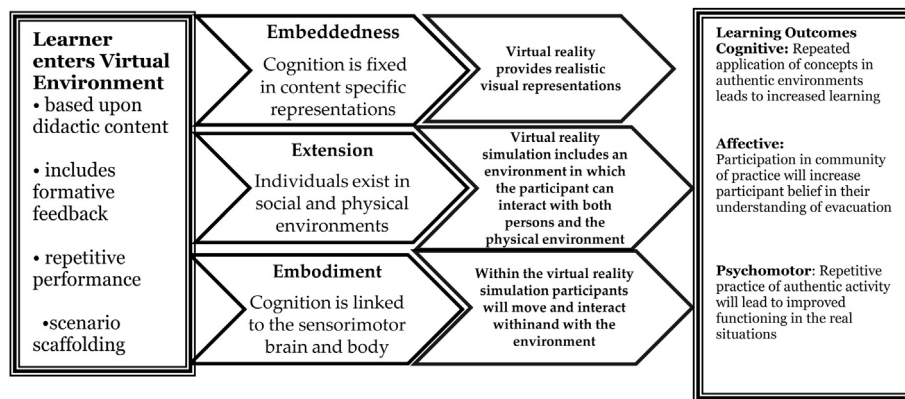 Learner
enters Virtual
Environment
• based upon
didactic content
• includes
formative
feedback
• repetitive
performance
•scenario
scaffolding
Embeddedness
Cognition is fixed
in content specific
representations
Virtual reality
provides realistic
visual representations
Extension
Individuals exist in
social and physical
environments
Virtual reality
simulation includes an
environment in which
the participant can
interact with both
persons and the
physical environment
Embodiment
Cognition is linked
to the sensorimotor
brain and body
Within the virtual reality
simulation participants
will move and interact
withinand with the
environment
Learning Outcomes
Cognitive: Repeated
application of concepts in
authentic environments
leads to increased learning
Affective:
Participation in community
of practice will increase
participant belief in their
understanding of evacuation
Psychomotor: Repetitive
practice of authentic activity
will lead to improved
functioning in the real
situations